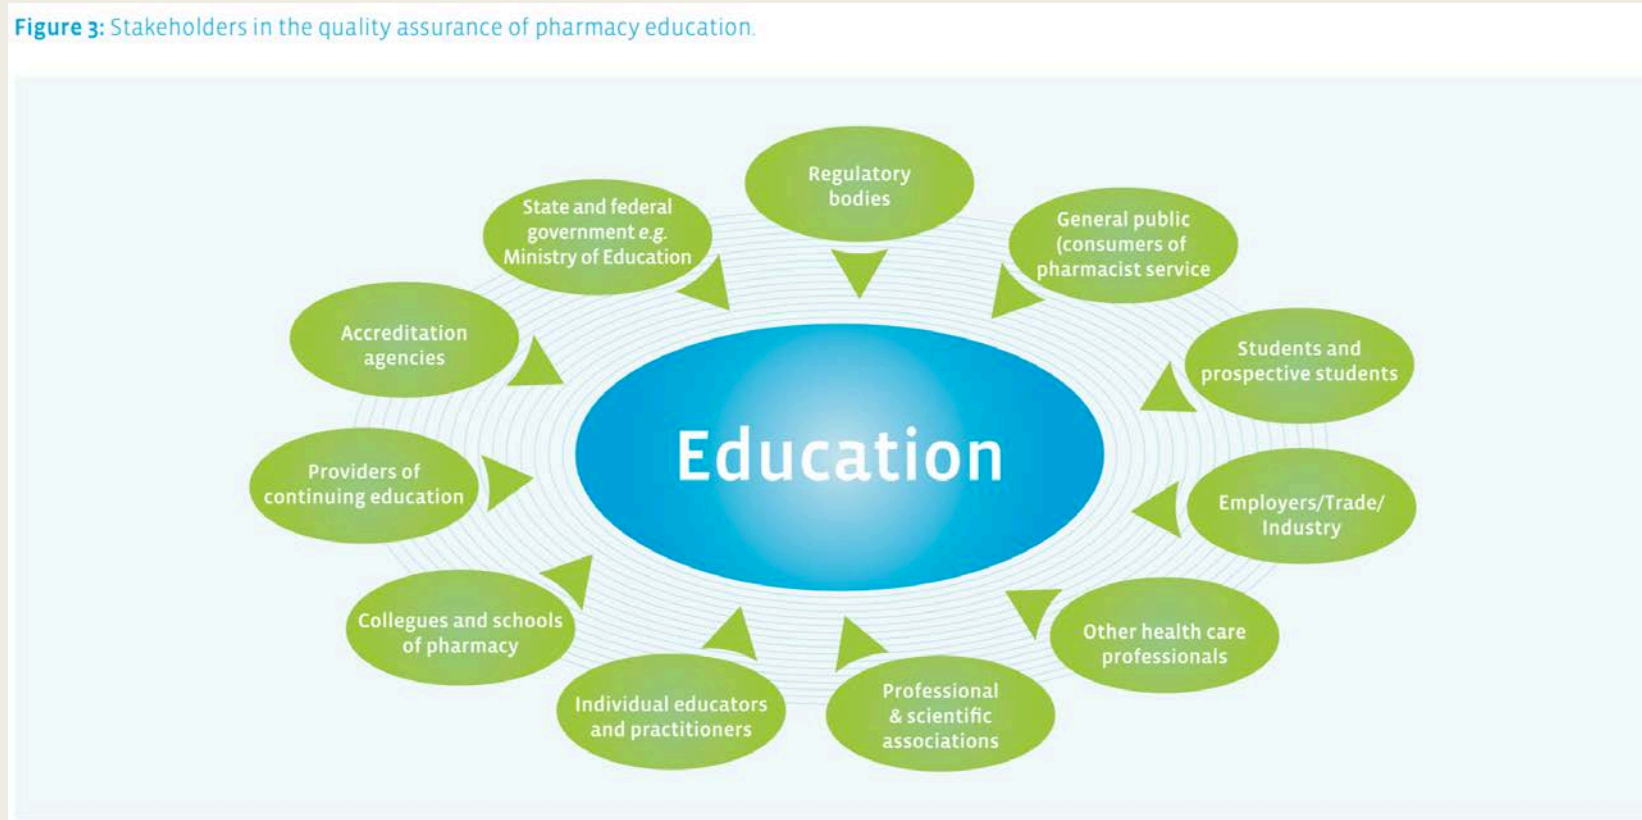 Figure 3: Stakeholders in the quality assurance of pharmacy education.
Regulatory
bodies
State and federal
government e.g.
Ministry of Education
General public
(consumers of
pharmacist service
Accreditation
agencies
Students and
prospective students
Education
Providers of
continuing education
Employers/Trade/
Industry
Collegues and schools
of pharmacy
Other health care
professionals
Individual educators
and practitioners
Professional
& scientific
associations